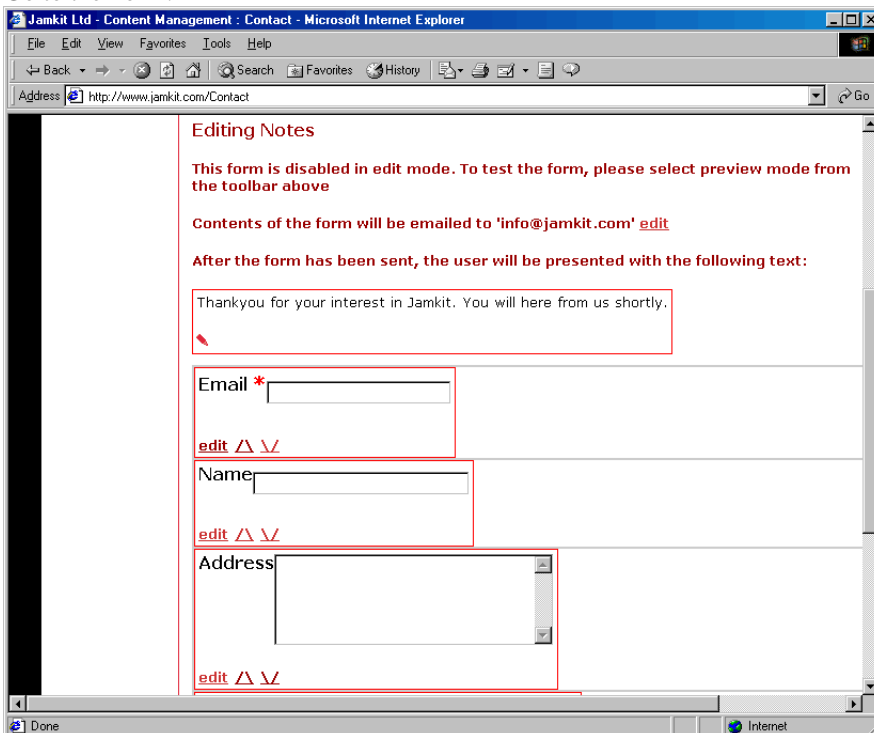 Jamkit Ltd - Content Management : Contact - Microsoft Internet Explorer
File Edit View Favorites Tools Help
Back Search Favorites History
Address http://www.jamkit.com/Contact Go
Editing Notes
This form is disabled in edit mode. To test the form, please select preview mode from
the toolbar above
Contents of the form will be emailed to 'info@jamkit.com' edit
After the form has been sent, the user will be presented with the following text:
Thankyou for your interest in Jamkit. You will here from us shortly.
Email *
edit /\ \/
Name
edit /\ \/
Address
edit /\ \/
Done Internet